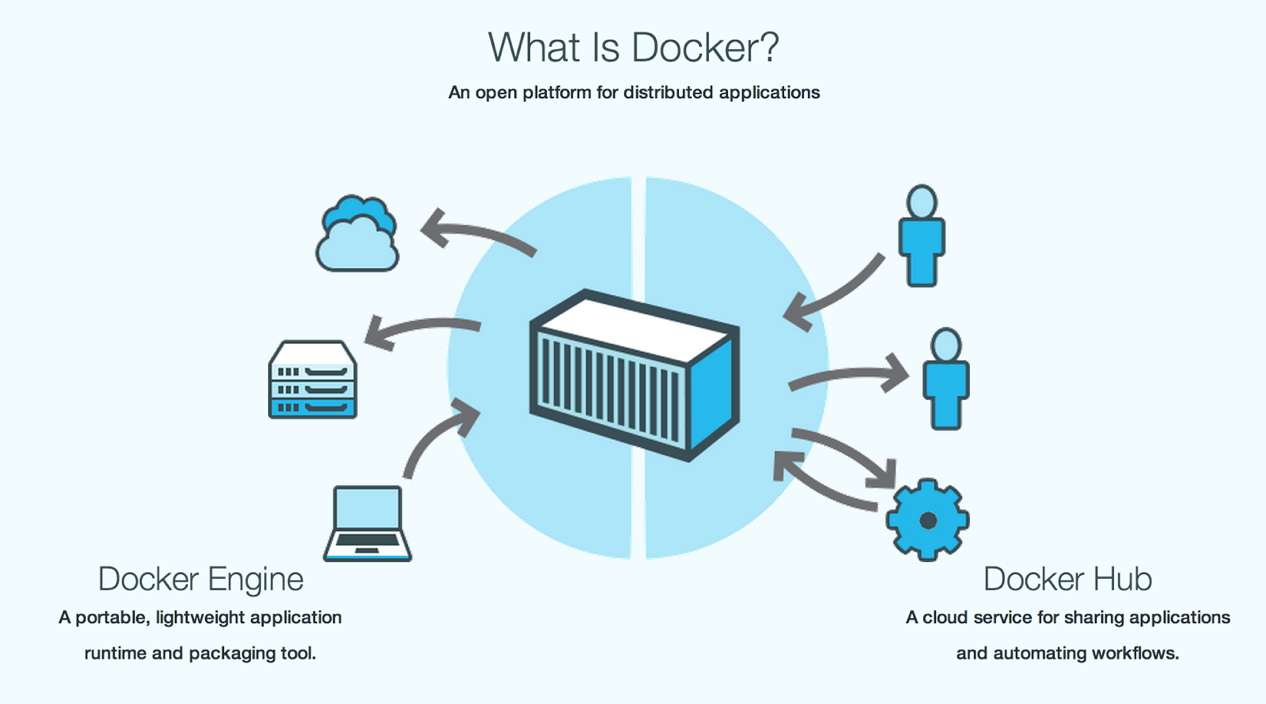 What Is Docker?
An open platform for distributed applications
Docker Engine
A portable, lightweight application
runtime and packaging tool.
Docker Hub
A cloud service for sharing applications
and automating workflows.